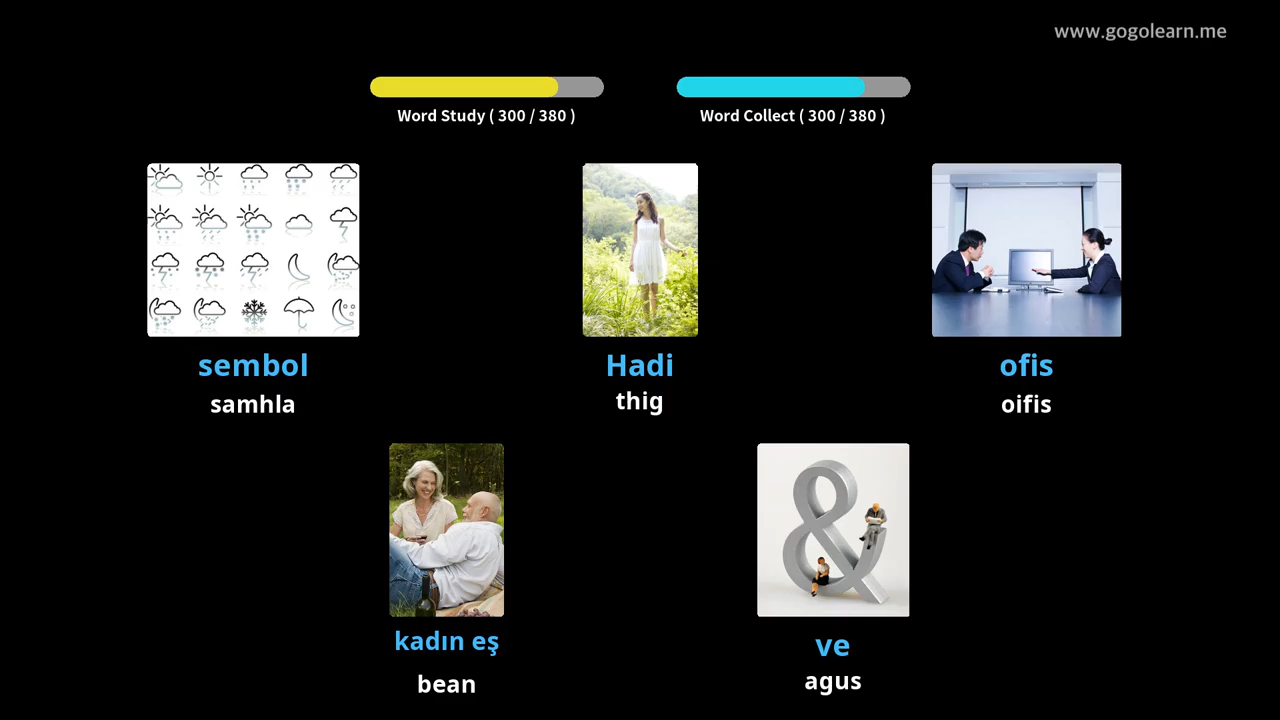 www.gogolearn.me
Word Study ( 300 / 380 )
Word Collect ( 300 / 380 )
sembol
samhla
Hadi
thig
ofis
oifis
kadın eş
bean
&
ve
agus